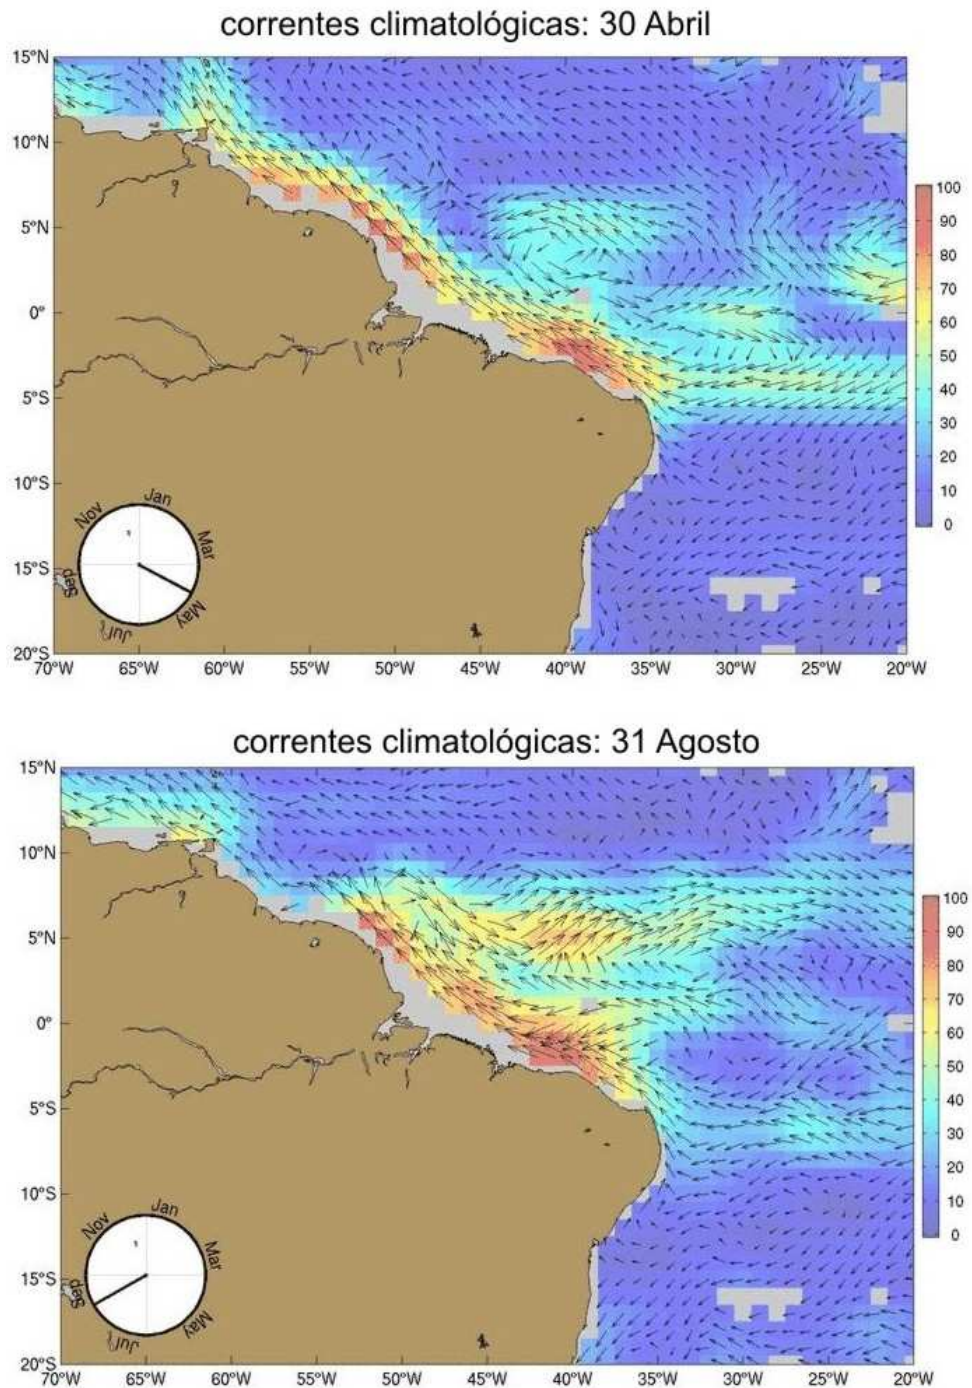 correntes climatológicas: 30 Abril
15°N
10°N
5°N
0°
5°S
10°S
15°S
20°S
70°W 65°W 60°W 55°W 50°W 45°W 40°W 35°W 30°W 25°W 20°W
100
90
80
70
60
50
40
30
20
10
0
Jan
Mar
May
Jul
Sep
Nov
correntes climatológicas: 31 Agosto
15°N
10°N
5°N
0°
5°S
10°S
15°S
20°S
70°W 65°W 60°W 55°W 50°W 45°W 40°W 35°W 30°W 25°W 20°W
100
90
80
70
60
50
40
30
20
10
0
Jan
Mar
May
Jul
Sep
Nov